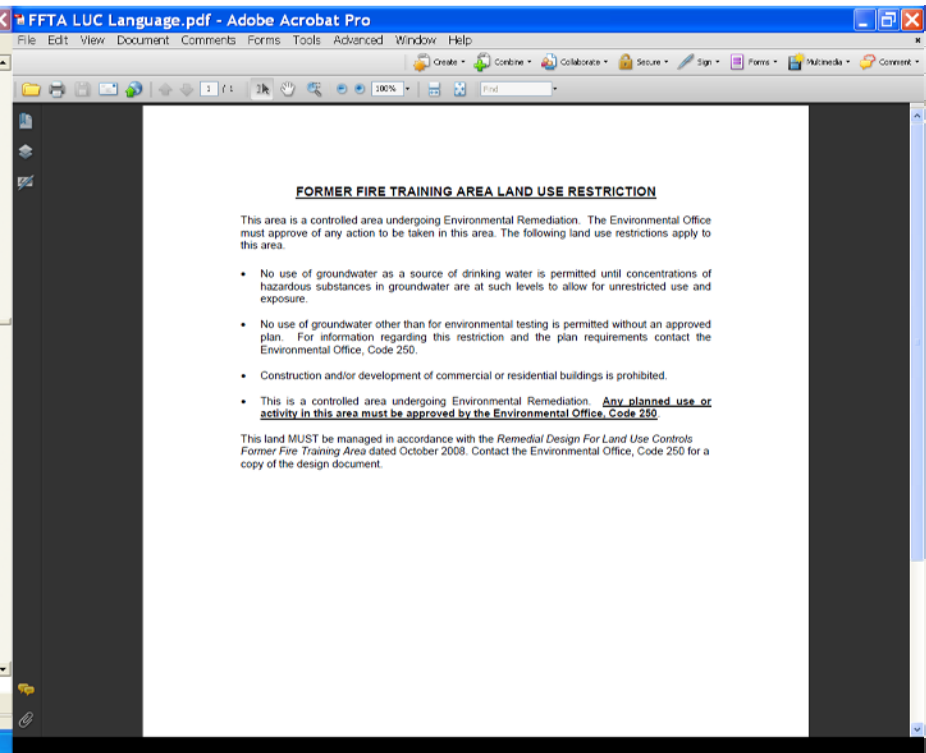 FFTA LUC Language.pdf - Adobe Acrobat Pro
File Edit View Document Comments Forms Tools Advanced Window Help
Create Combine Collaborate Secure Sign Forms Multimedia Comment
1 / 1 100% Find
FORMER FIRE TRAINING AREA LAND USE RESTRICTION
This area is a controlled area undergoing Environmental Remediation. The Environmental Office
must approve of any action to be taken in this area. The following land use restrictions apply to
this area.
• No use of groundwater as a source of drinking water is permitted until concentrations of
hazardous substances in groundwater are at such levels to allow for unrestricted use and
exposure.
• No use of groundwater other than for environmental testing is permitted without an approved
plan. For information regarding this restriction and the plan requirements contact the
Environmental Office, Code 250.
• Construction and/or development of commercial or residential buildings is prohibited.
• This is a controlled area undergoing Environmental Remediation. Any planned use or
activity in this area must be approved by the Environmental Office, Code 250.
This land MUST be managed in accordance with the Remedial Design For Land Use Controls
Former Fire Training Area dated October 2008. Contact the Environmental Office, Code 250 for a
copy of the design document.